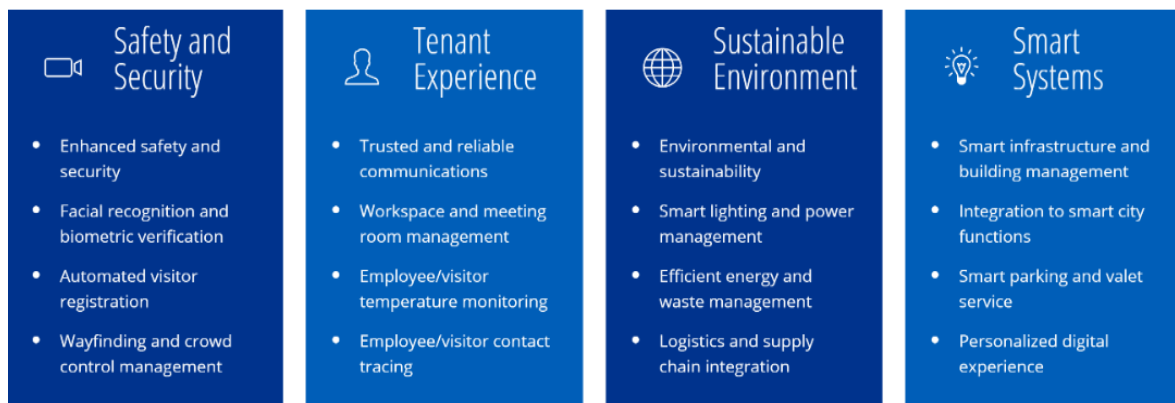 Safety and
Security
• Enhanced safety and
security
• Facial recognition and
biometric verification
• Automated visitor
registration
• Wayfinding and crowd
control management
Tenant
Experience
• Trusted and reliable
communications
• Workspace and meeting
room management
• Employee/visitor
temperature monitoring
• Employee/visitor contact
tracing
Sustainable
Environment
• Environmental and
sustainability
• Smart lighting and power
management
• Efficient energy and
waste management
• Logistics and supply
chain integration
Smart
Systems
• Smart infrastructure and
building management
• Integration to smart city
functions
• Smart parking and valet
service
• Personalized digital
experience